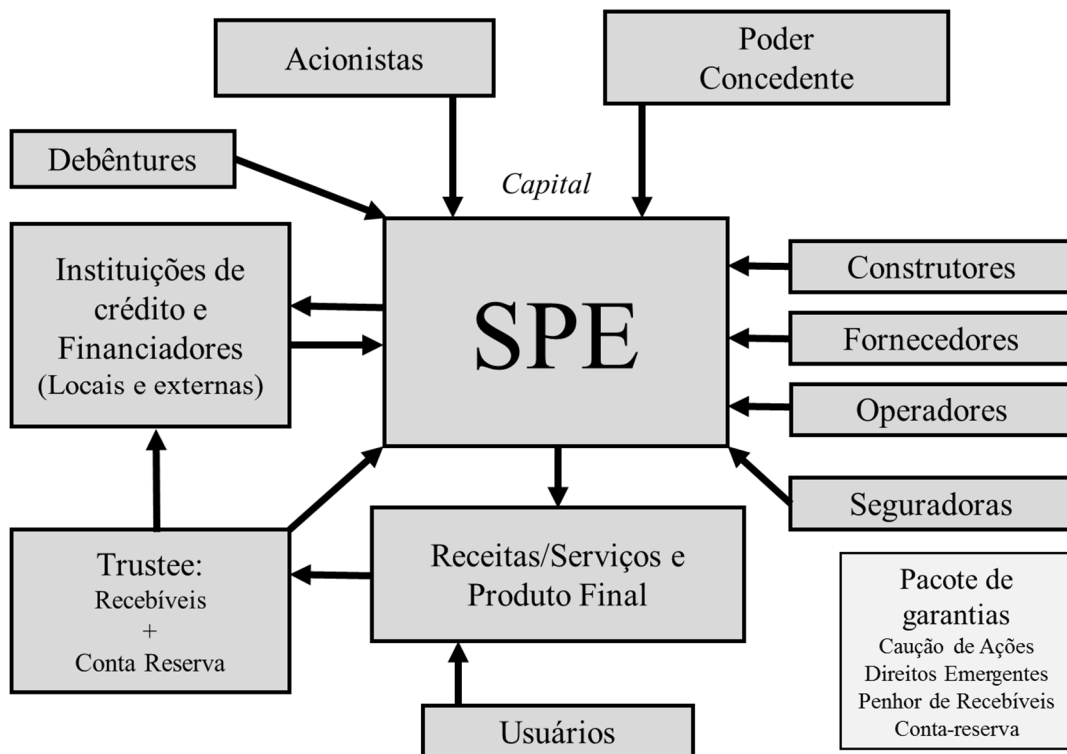 Acionistas
Poder
Concedente
Debêntures
Capital
Instituições de
crédito e
Financiadores
(Locais e externas)
SPE
Construtores
Fornecedores
Operadores
Seguradoras
Trustee:
Recebíveis
+
Conta Reserva
Receitas/Serviços e
Produto Final
Usuários
Pacote de
garantias
Caução de Ações
Direitos Emergentes
Penhor de Recebíveis
Conta-reserva